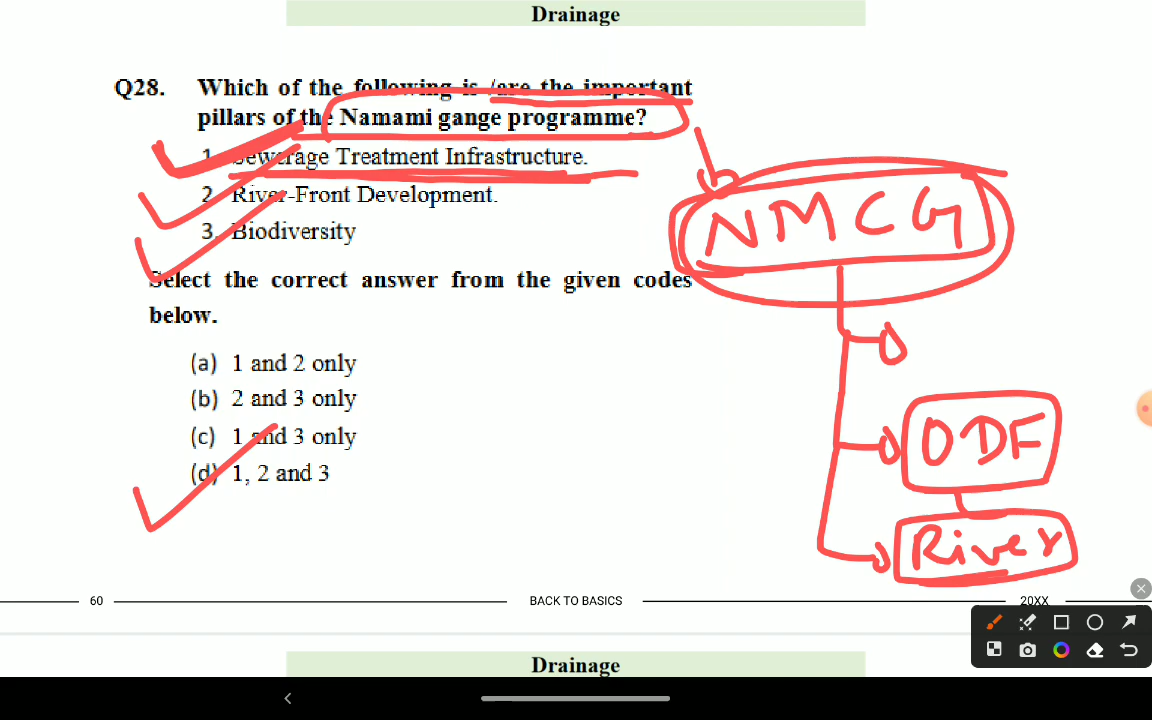 Drainage
Q28. Which of the following is /are the important
pillars of the Namami gange programme?
1. Sewerage Treatment Infrastructure.
2. River-Front Development.
3. Biodiversity
Select the correct answer from the given codes
below.
(a) 1 and 2 only
(b) 2 and 3 only
(c) 1 and 3 only
(d) 1, 2 and 3
NMCG
ODF
River
60 BACK TO BASICS 20XX
Drainage